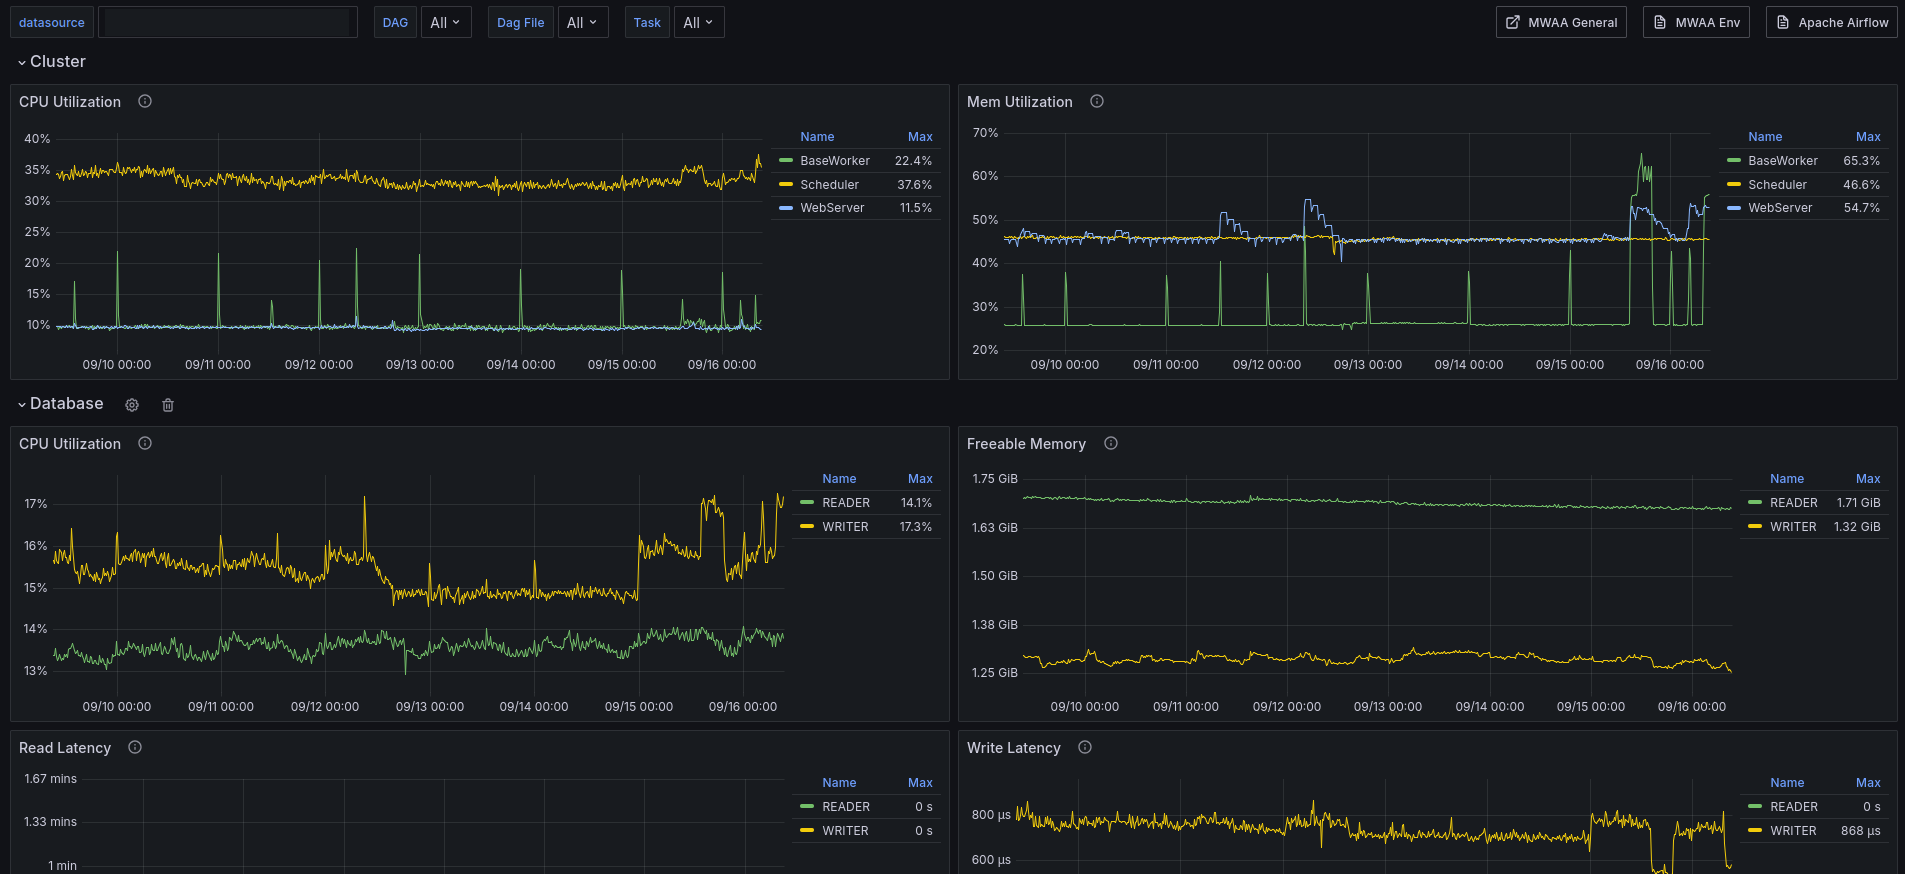 datasource DAG All Dag File All Task All MWAA General MWAA Env Apache Airflow
Cluster
CPU Utilization
Name Max
40%
35%
30%
25%
20%
15%
10%
BaseWorker 22.4%
Scheduler 37.6%
WebServer 11.5%
09/10 00:00 09/11 00:00 09/12 00:00 09/13 00:00 09/14 00:00 09/15 00:00 09/16 00:00
Mem Utilization
Name Max
70%
60%
50%
40%
30%
20%
BaseWorker 65.3%
Scheduler 46.6%
WebServer 54.7%
09/10 00:00 09/11 00:00 09/12 00:00 09/13 00:00 09/14 00:00 09/15 00:00 09/16 00:00
Database
CPU Utilization
Name Max
17%
16%
15%
14%
13%
READER 14.1%
WRITER 17.3%
09/10 00:00 09/11 00:00 09/12 00:00 09/13 00:00 09/14 00:00 09/15 00:00 09/16 00:00
Freeable Memory
Name Max
1.75 GiB
1.63 GiB
1.50 GiB
1.38 GiB
1.25 GiB
READER 1.71 GiB
WRITER 1.32 GiB
09/10 00:00 09/11 00:00 09/12 00:00 09/13 00:00 09/14 00:00 09/15 00:00 09/16 00:00
Read Latency
Name Max
1.67 mins
1.33 mins
1 min
READER 0 s
WRITER 0 s
Write Latency
Name Max
800 µs
600 µs
READER 0 s
WRITER 868 µs